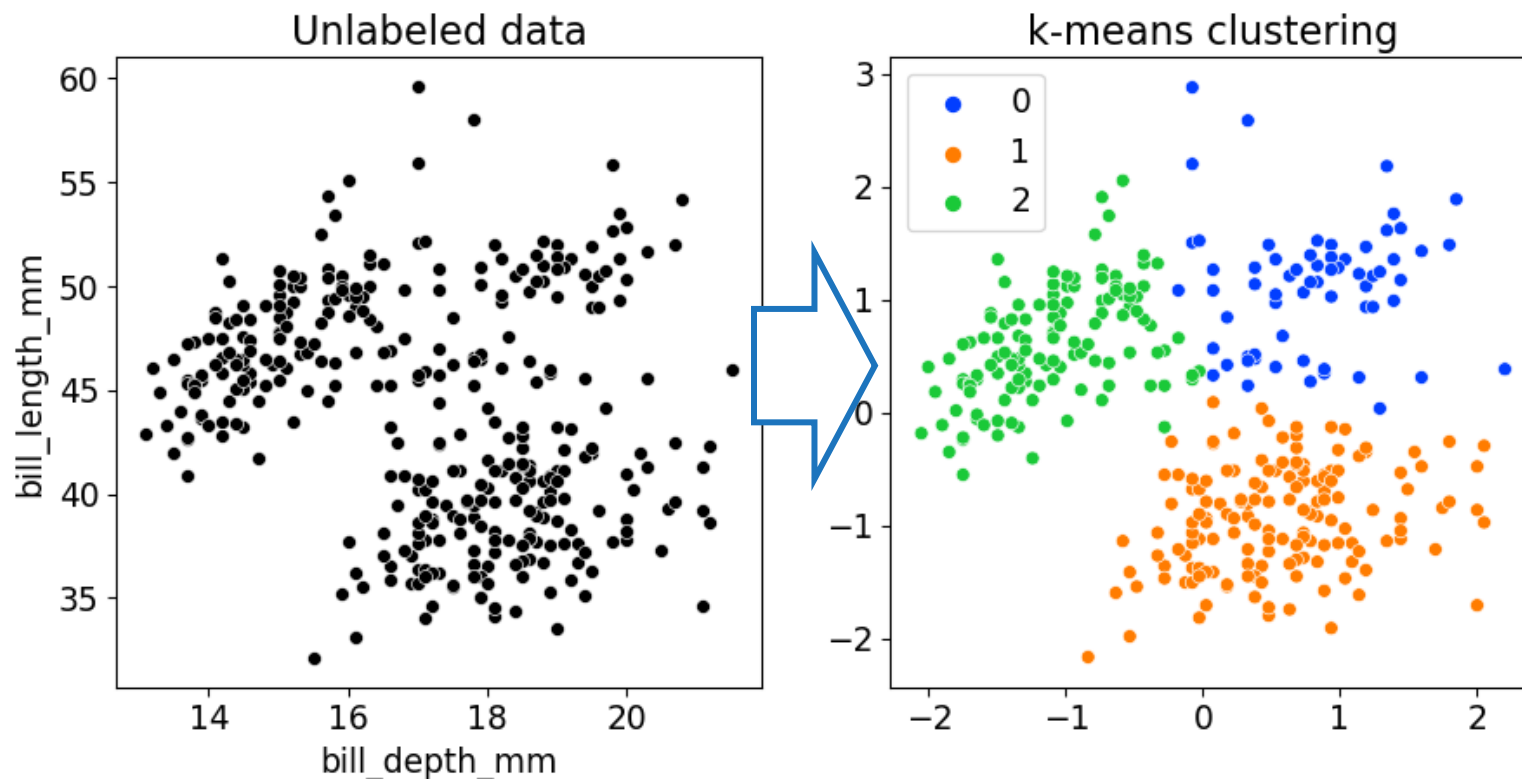 Unlabeled data
60
55
50
45
40
35
bill_length_mm
14 16 18 20
bill_depth_mm
k-means clustering
3
2
1
0
−1
−2
0
1
2
−2 −1 0 1 2